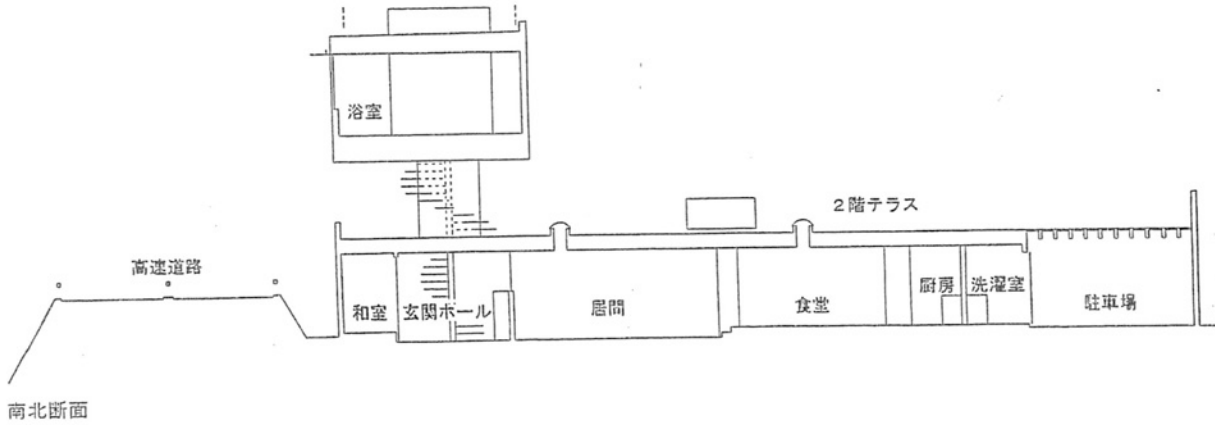 浴室
2階テラス
高速道路
和室
玄関ホール
居間
食堂
厨房
洗濯室
駐車場
南北断面